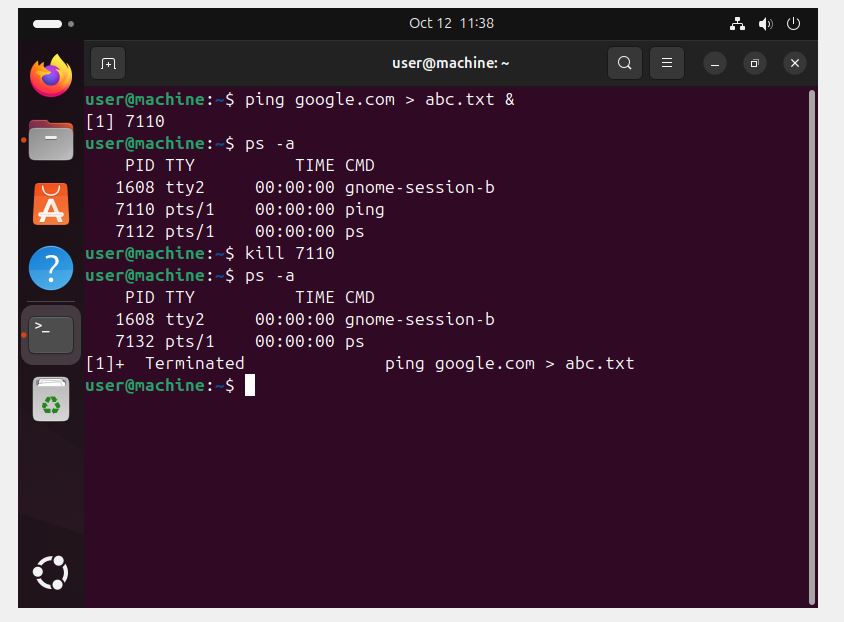 Oct 12 11:38
user@machine: ~
user@machine:~$ ping google.com > abc.txt &
[1] 7110
user@machine:~$ ps -a
    PID TTY          TIME CMD
   1608 tty2     00:00:00 gnome-session-b
   7110 pts/1    00:00:00 ping
   7112 pts/1    00:00:00 ps
user@machine:~$ kill 7110
user@machine:~$ ps -a
    PID TTY          TIME CMD
   1608 tty2     00:00:00 gnome-session-b
   7132 pts/1    00:00:00 ps
[1]+  Terminated              ping google.com > abc.txt
user@machine:~$